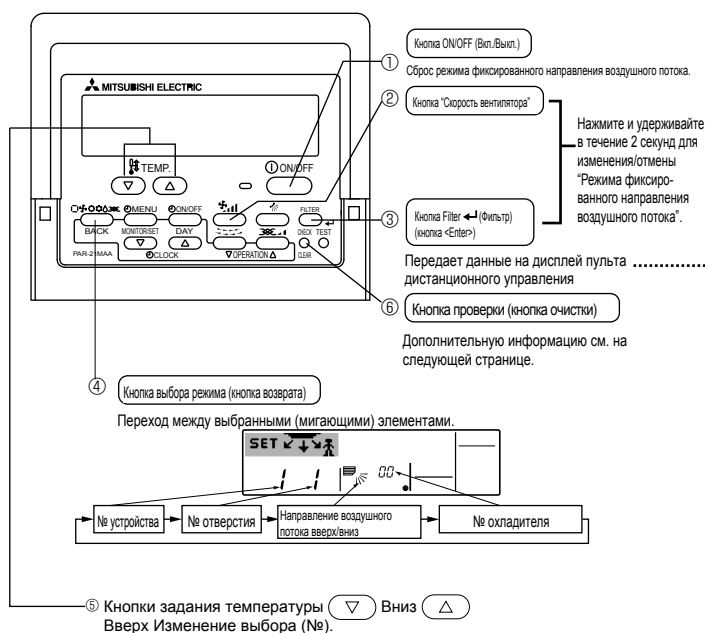 ① Кнопка ON/OFF (Вкл./Выкл.)
Сброс режима фиксированного направления воздушного потока.
② Кнопка “Скорость вентилятора”
Нажмите и удерживайте
в течение 2 секунд для
изменения/отмены
“Режима фиксиро-
ванного направления
воздушного потока”.
③ Кнопка Filter ↵ (Фильтр)
(кнопка <Enter>)
Передает данные на дисплей пульта
дистанционного управления
⑥ Кнопка проверки (кнопка очистки)
Дополнительную информацию см. на
следующей странице.
MITSUBISHI ELECTRIC
TEMP.
ON/OFF
MENU ON/OFF FILTER
BACK MONITOR/SET DAY CHECK TEST
PAR-21MAA CLOCK ▽OPERATION△ CLEAR
④ Кнопка выбора режима (кнопка возврата)
Переход между выбранными (мигающими) элементами.
SET
1 1 00
№ устройства № отверстия Направление воздушного
потока вверх/вниз № охладителя
⑤ Кнопки задания температуры ▽ Вниз △
Вверх Изменение выбора (№).